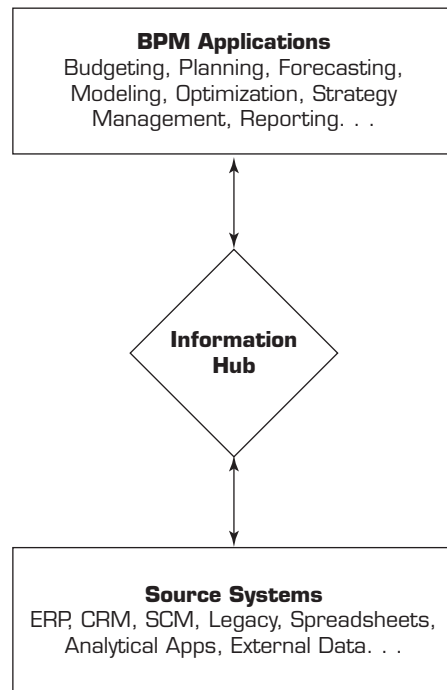 BPM Applications
Budgeting, Planning, Forecasting,
Modeling, Optimization, Strategy
Management, Reporting. . .
Information
Hub
Source Systems
ERP, CRM, SCM, Legacy, Spreadsheets,
Analytical Apps, External Data. . .